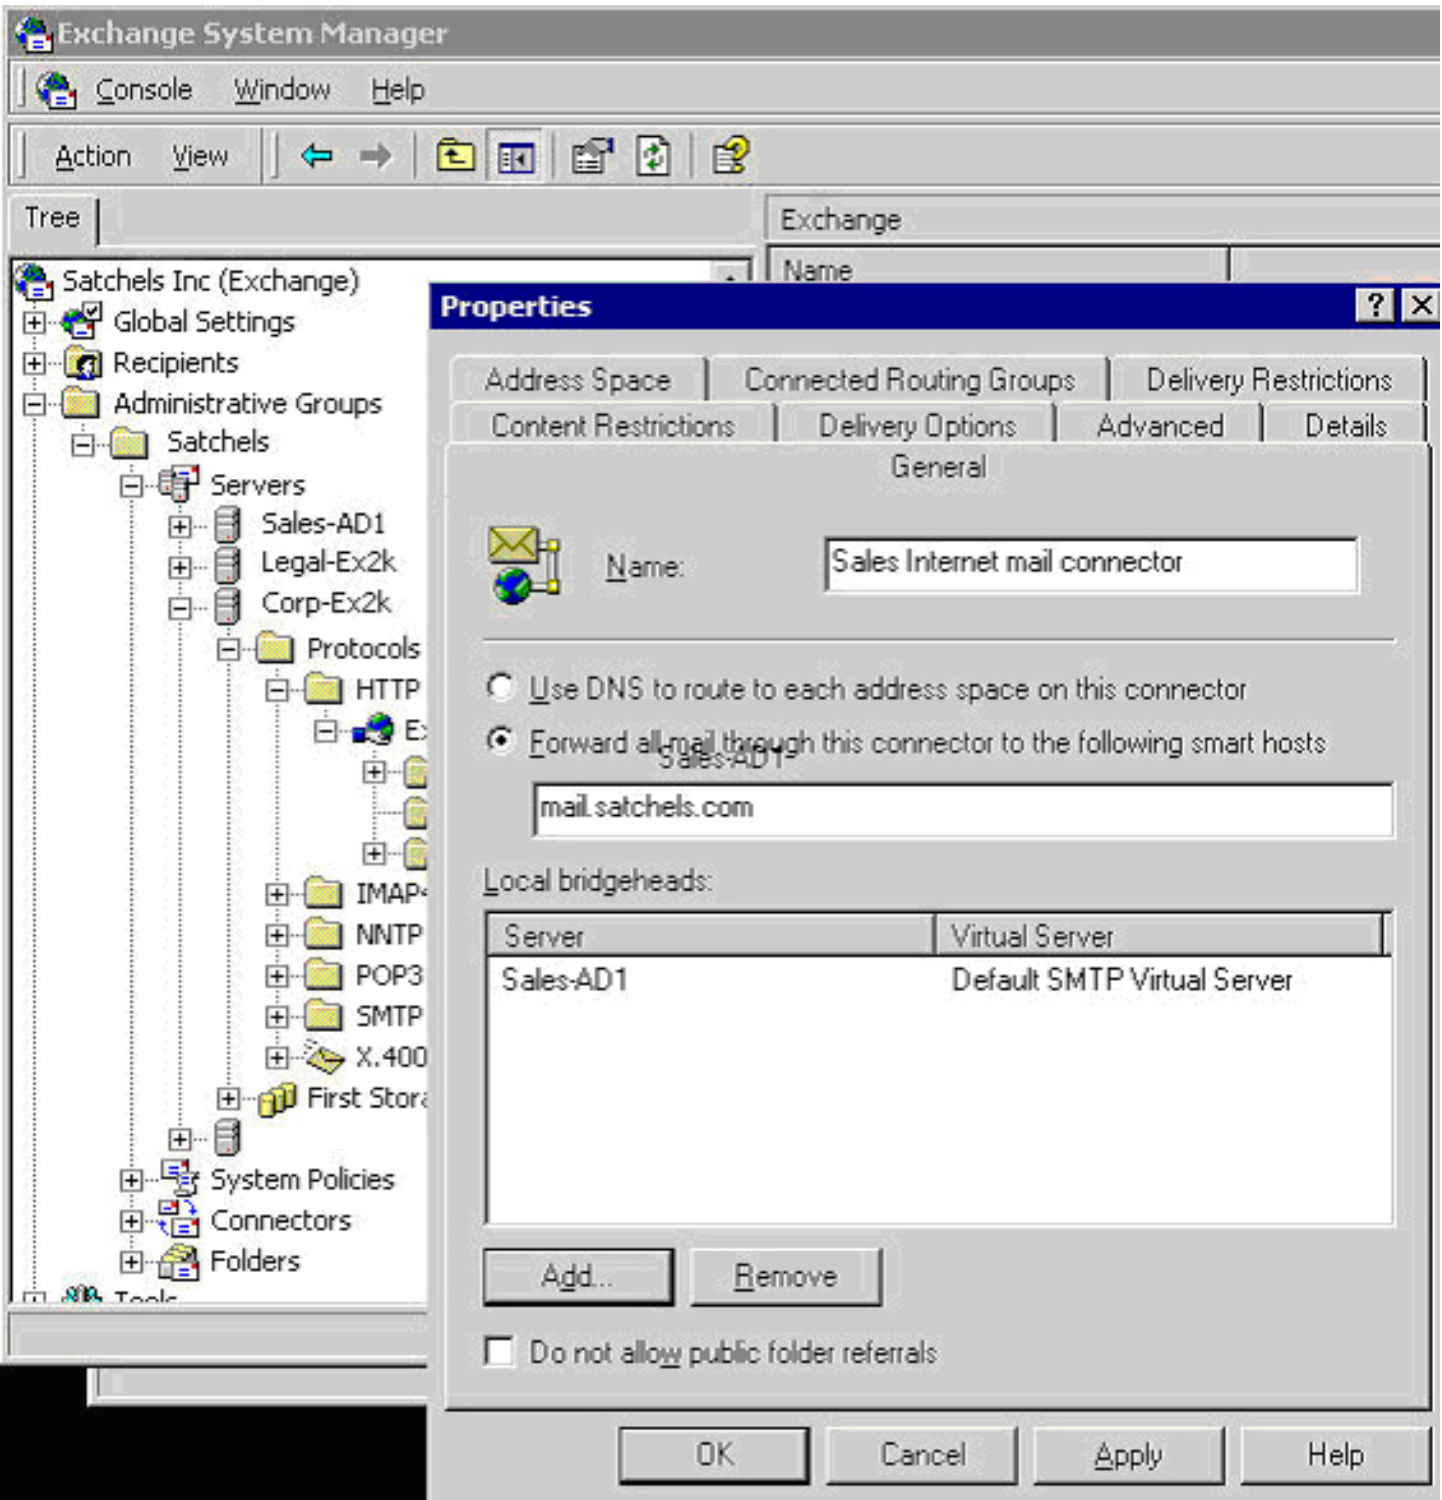 Exchange System Manager
Console Window Help
Action View
Tree
Exchange
Name
Satchels Inc (Exchange)
Global Settings
Recipients
Administrative Groups
Satchels
Servers
Sales-AD1
Legal-Ex2k
Corp-Ex2k
Protocols
HTTP
IMAP
NNTP
POP3
SMTP
X.400
First Stora
System Policies
Connectors
Folders
Tools
Properties
Address Space Connected Routing Groups Delivery Restrictions
Content Restrictions Delivery Options Advanced Details
General
Name: Sales Internet mail connector
Use DNS to route to each address space on this connector
Forward all mail through this connector to the following smart hosts
Sales-AD1
mail.satchels.com
Local bridgeheads:
Server Virtual Server
Sales-AD1 Default SMTP Virtual Server
Add... Remove
Do not allow public folder referrals
OK Cancel Apply Help